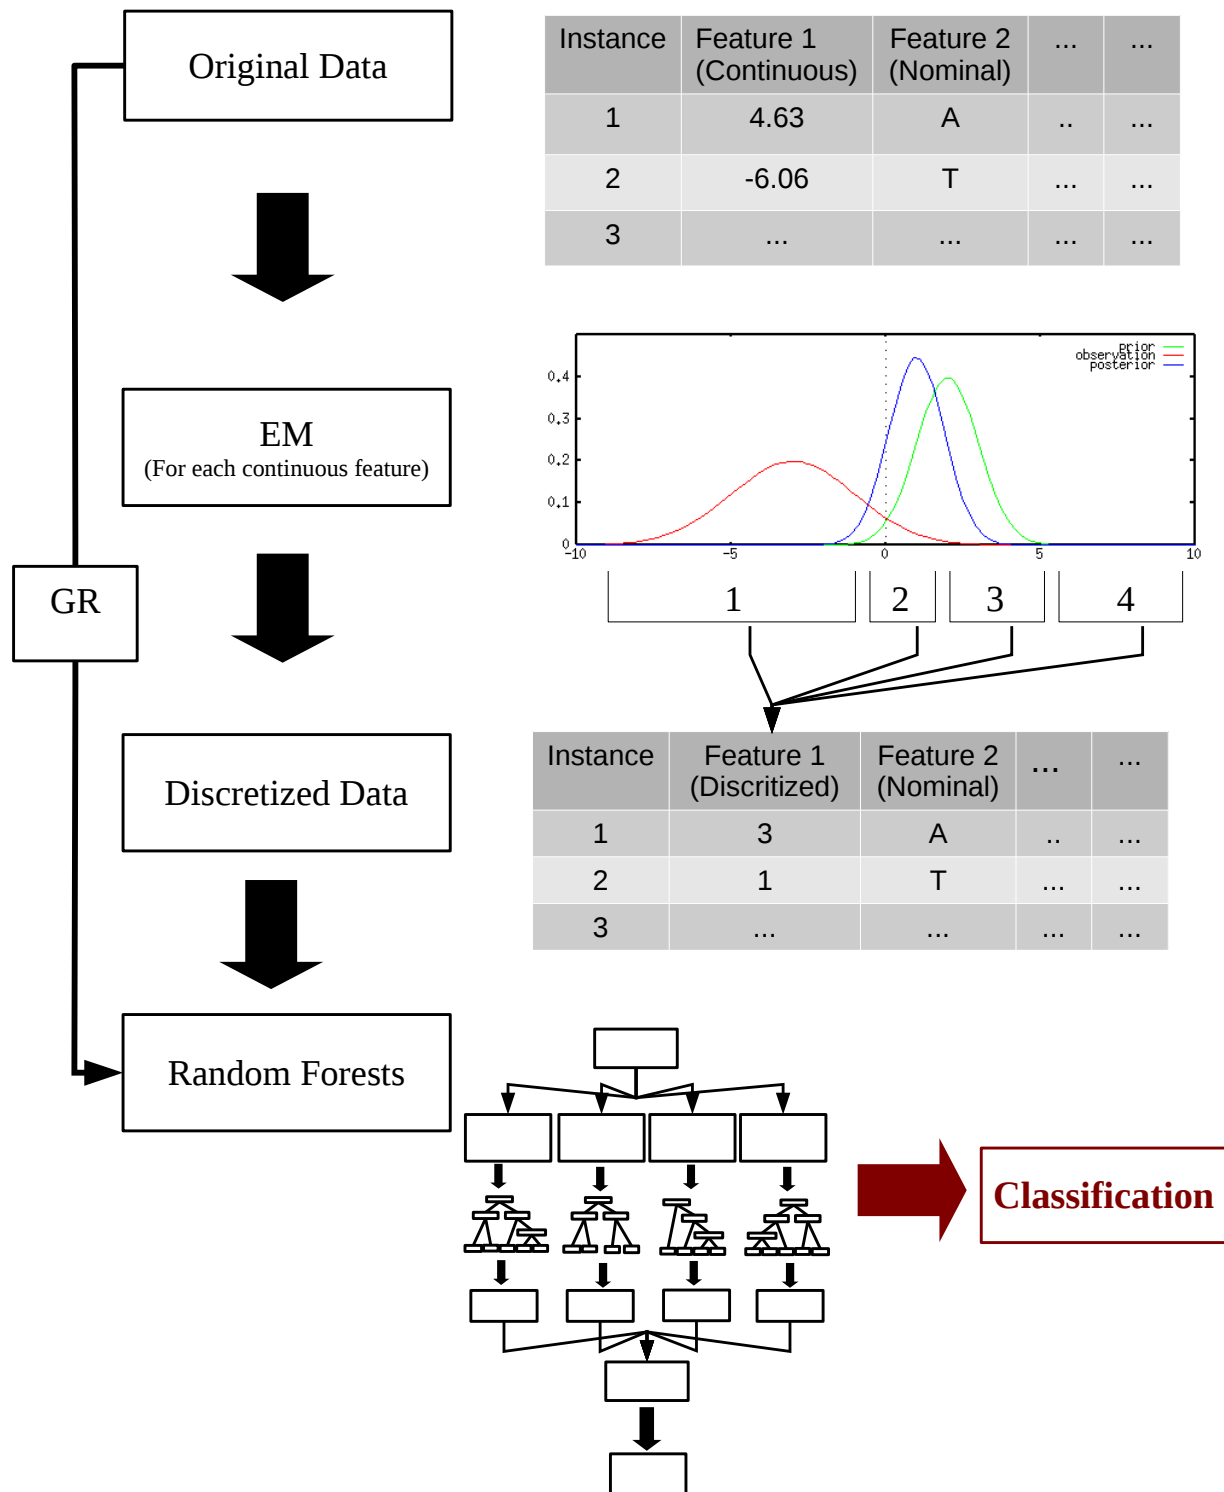 Original Data
Instance Feature 1 Feature 2 ... ...
(Continuous) (Nominal)
1 4.63 A .. ...
2 -6.06 T ... ...
3 ... ... ... ...
EM
(For each continuous feature)
prior
observation
posterior
0.4
0.3
0.2
0.1
0
-10 -5 0 5 10
1 2 3 4
GR
Discretized Data
Instance Feature 1 Feature 2 ... ...
(Discritized) (Nominal)
1 3 A .. ...
2 1 T ... ...
3 ... ... ... ...
Random Forests
Classification